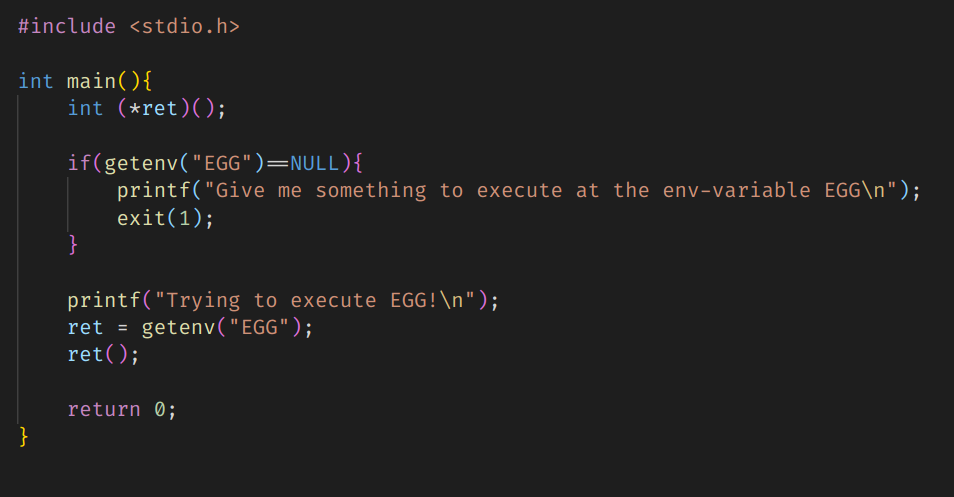 #include <stdio.h>
int main(){
int (*ret)();
if(getenv("EGG")==NULL){
printf("Give me something to execute at the env-variable EGG\n");
exit(1);
}
printf("Trying to execute EGG!\n");
ret = getenv("EGG");
ret();
return 0;
}